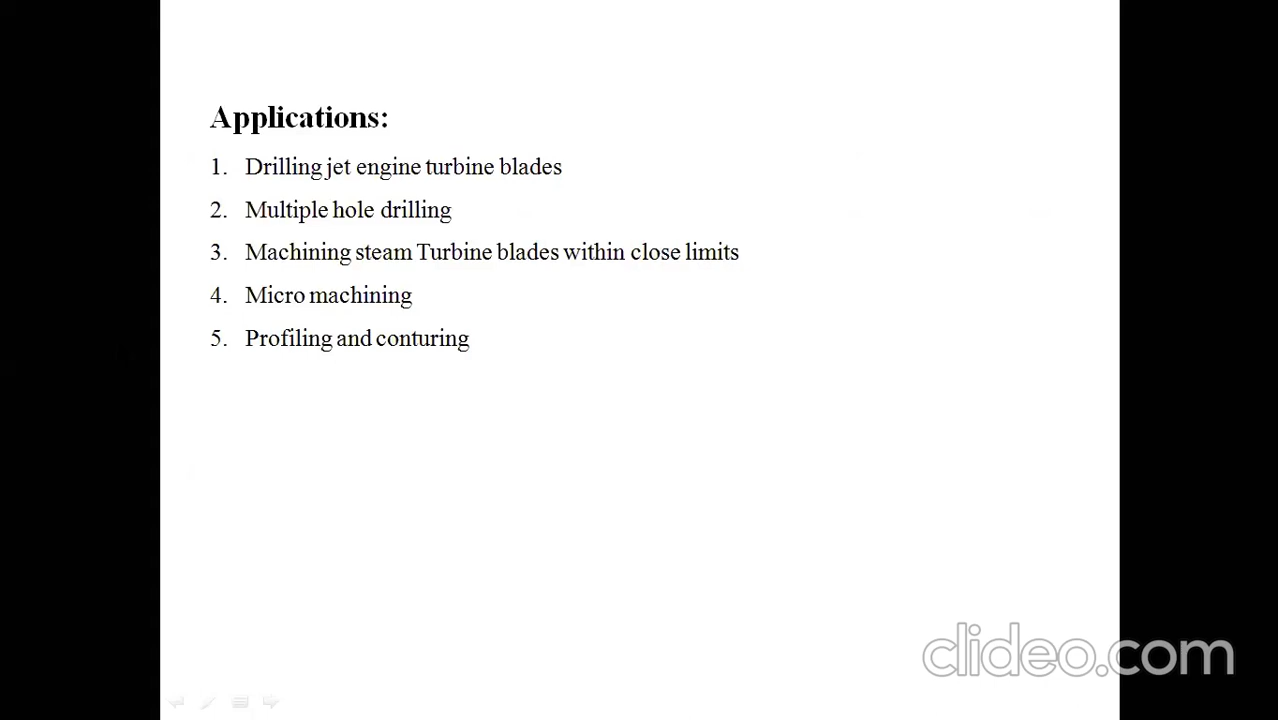 Applications:
1. Drilling jet engine turbine blades
2. Multiple hole drilling
3. Machining steam Turbine blades within close limits
4. Micro machining
5. Profiling and conturing
clideo.com